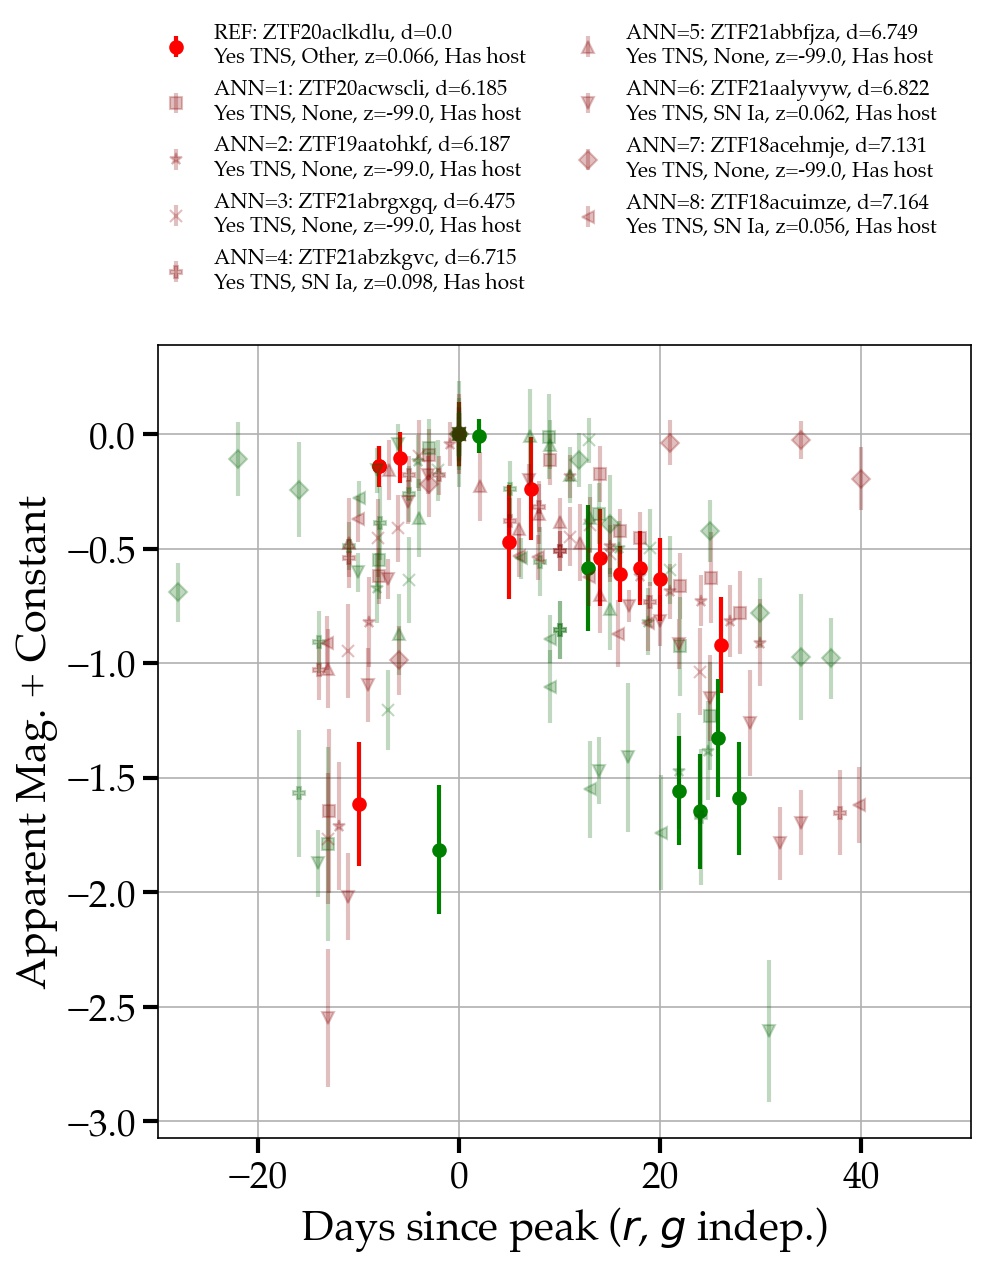 REF: ZTF20aclkdlu, d=0.0
Yes TNS, Other, z=0.066, Has host
ANN=1: ZTF20acwscli, d=6.185
Yes TNS, None, z=-99.0, Has host
ANN=2: ZTF19aatohkf, d=6.187
Yes TNS, None, z=-99.0, Has host
ANN=3: ZTF21abrgxgq, d=6.475
Yes TNS, None, z=-99.0, Has host
ANN=4: ZTF21abzkgvc, d=6.715
Yes TNS, SN Ia, z=0.098, Has host
ANN=5: ZTF21abbfjza, d=6.749
Yes TNS, None, z=-99.0, Has host
ANN=6: ZTF21aalyvyw, d=6.822
Yes TNS, SN Ia, z=0.062, Has host
ANN=7: ZTF18acehmje, d=7.131
Yes TNS, None, z=-99.0, Has host
ANN=8: ZTF18acuimze, d=7.164
Yes TNS, SN Ia, z=0.056, Has host
Apparent Mag. + Constant
0.0
−0.5
−1.0
−1.5
−2.0
−2.5
−3.0
−20
0
20
40
Days since peak (r, g indep.)